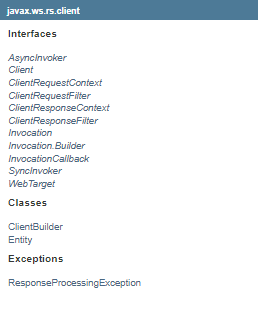 javax.ws.rs.client
Interfaces
AsyncInvoker
Client
ClientRequestContext
ClientRequestFilter
ClientResponseContext
ClientResponseFilter
Invocation
Invocation.Builder
InvocationCallback
SyncInvoker
WebTarget
Classes
ClientBuilder
Entity
Exceptions
ResponseProcessingException